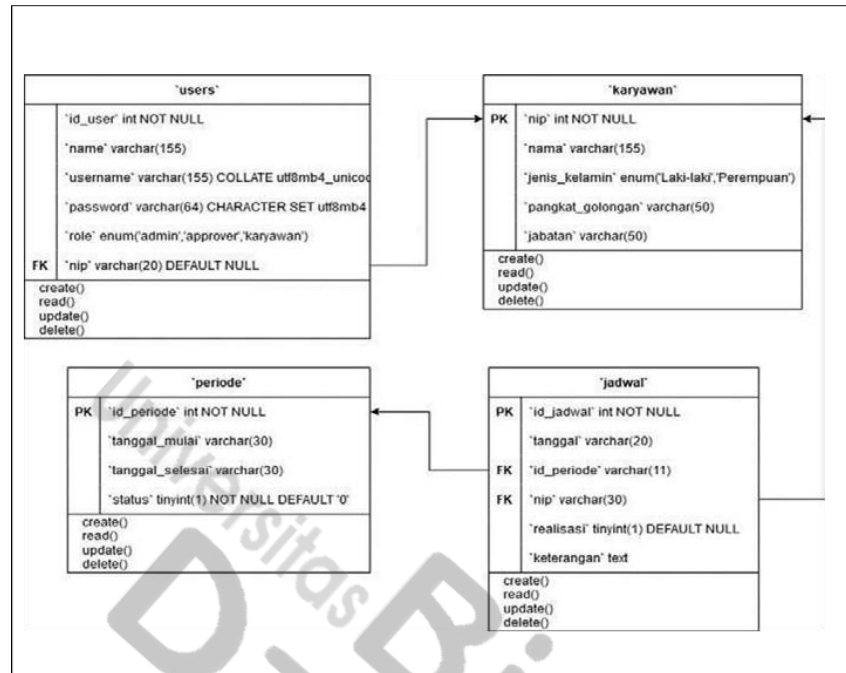 `users`
`id_user` int NOT NULL
`name` varchar(155)
`username` varchar(155) COLLATE utf8mb4_unicod
`password` varchar(64) CHARACTER SET utf8mb4
`role` enum('admin','approver','karyawan')
FK `nip` varchar(20) DEFAULT NULL
create()
read()
update()
delete()
`karyawan`
PK `nip` int NOT NULL
`nama` varchar(155)
`jenis_kelamin` enum('Laki-laki','Perempuan')
`pangkat_golongan` varchar(50)
`jabatan` varchar(50)
create()
read()
update()
delete()
`periode`
PK `id_periode` int NOT NULL
`tanggal_mulai` varchar(30)
`tanggal_selesai` varchar(30)
`status` tinyint(1) NOT NULL DEFAULT '0'
create()
read()
update()
delete()
`jadwal`
PK `id_jadwal` int NOT NULL
`tanggal` varchar(20)
FK `id_periode` varchar(11)
FK `nip` varchar(30)
`realisasi` tinyint(1) DEFAULT NULL
`keterangan` text
create()
read()
update()
delete()
Universitas